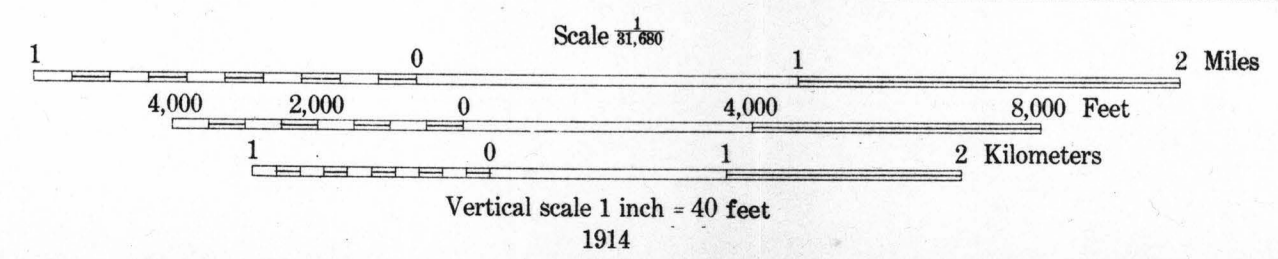 Scale 1/31,680
1 0 1 2 Miles
4,000 2,000 0 4,000 8,000 Feet
1 0 1 2 Kilometers
Vertical scale 1 inch = 40 feet
1914